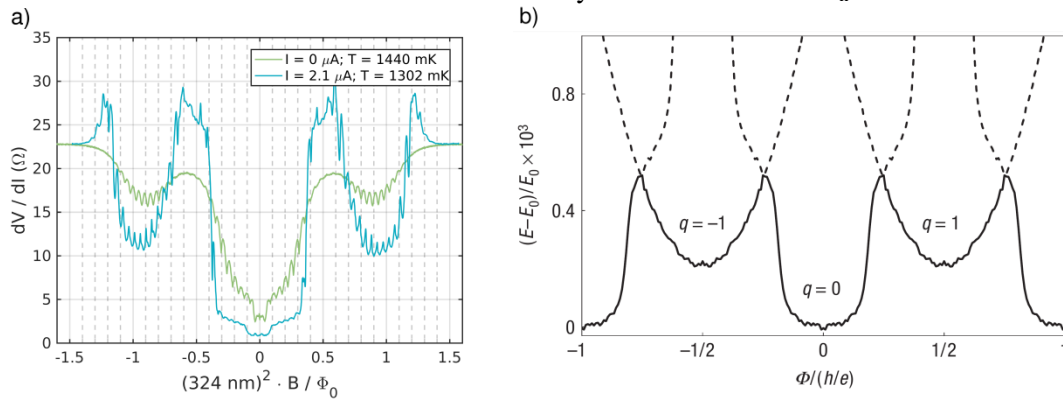 a)
35
30
25
20
15
10
5
0
dV / dI (Ω)
I = 0 μA; T = 1440 mK
I = 2.1 μA; T = 1302 mK
-1.5 -1 -0.5 0 0.5 1 1.5
(324 nm)² · B / Φ₀
b)
0.8
0.4
0
(E–E₀)/E₀ × 10³
q = –1
q = 1
q = 0
–1 –1/2 0 1/2 1
Φ/(h/e)